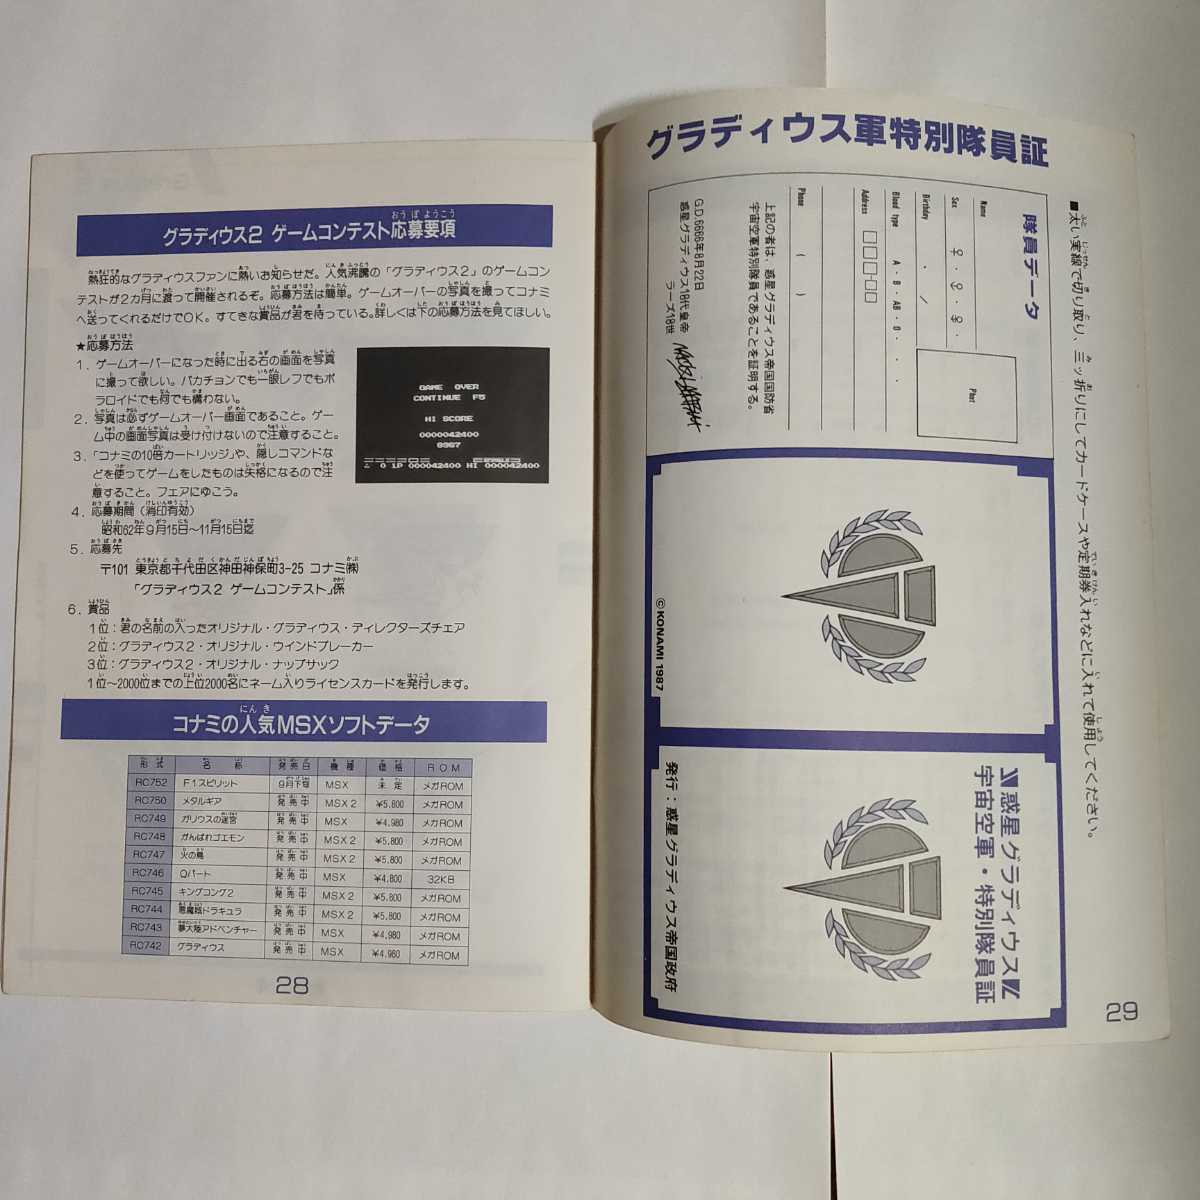 グラディウス2 ゲームコンテスト応募要項
熱狂的なグラディウスファンに熱いお知らせだ。人気沸騰の「グラディウス2」のゲームコン
テストが2カ月に渡って開催されるぞ。応募方法は簡単。ゲームオーバーの写真を撮ってコナミ
へ送ってくれるだけでOK。すてきな賞品が君を待っている。詳しくは下の応募方法を見てほしい。
★応募方法
1. ゲームオーバーになった時に出る右の画面を写真
に撮って欲しい。バカチョンでも一眼レフでもポ
ラロイドでも何でも構わない。
2. 写真は必ずゲームオーバー画面であること。ゲー
ム中の画面写真は受け付けないので注意すること。
3. 「コナミの10倍カートリッジ」や、隠しコマンドな
どを使ってゲームをしたものは失格になるので注
意すること。フェアにゆこう。
4. 応募期間(消印有効)
昭和62年9月15日〜11月15日迄
5. 応募先
〒101 東京都千代田区神田神保町3-25 コナミ㈱
「グラディウス2 ゲームコンテスト」係
6. 賞品
1位：君の名前の入ったオリジナル・グラディウス・ディレクターズチェア
2位：グラディウス2・オリジナル・ウインドブレーカー
3位：グラディウス2・オリジナル・ナップサック
1位〜2000位までの上位2000名にネーム入りライセンスカードを発行します。
GAME OVER
CONTINUE F5
HI SCORE
0000042400
8967
0 1P 000042400 HI 000042400
コナミの人気MSXソフトデータ
形式 名称 発売日 機種 価格 ROM
RC752 F1スピリット 9月下旬 MSX 未定 メガROM
RC750 メタルギア 発売中 MSX2 ¥5,800 メガROM
RC749 ガリウスの迷宮 発売中 MSX ¥4,980 メガROM
RC748 がんばれゴエモン 発売中 MSX2 ¥5,800 メガROM
RC747 火の鳥 発売中 MSX2 ¥5,800 メガROM
RC746 Qバート 発売中 MSX ¥4,800 32KB
RC745 キングコング2 発売中 MSX2 ¥5,800 メガROM
RC744 悪魔城ドラキュラ 発売中 MSX2 ¥5,800 メガROM
RC743 夢大陸アドベンチャー 発売中 MSX ¥4,980 メガROM
RC742 グラディウス 発売中 MSX ¥4,980 メガROM
28
グラディウス軍特別隊員証
■太い実線で切り取り、三ッ折りにしてカードケースや定期券入れなどに入れて使用してください。
隊員データ
Name
Sex
Birthday
Blood type A・B・AB・O
Address
Phone ( )
上記の者は、惑星グラディウス帝国国防省
宇宙空軍特別隊員であることを証明する。
G.D.6666年8月22日
惑星グラディウス18代皇帝
ラーズ18世
©KONAMI 1987
惑星グラディウス
宇宙空軍・特別隊員証
発行：惑星グラディウス帝国政府
29